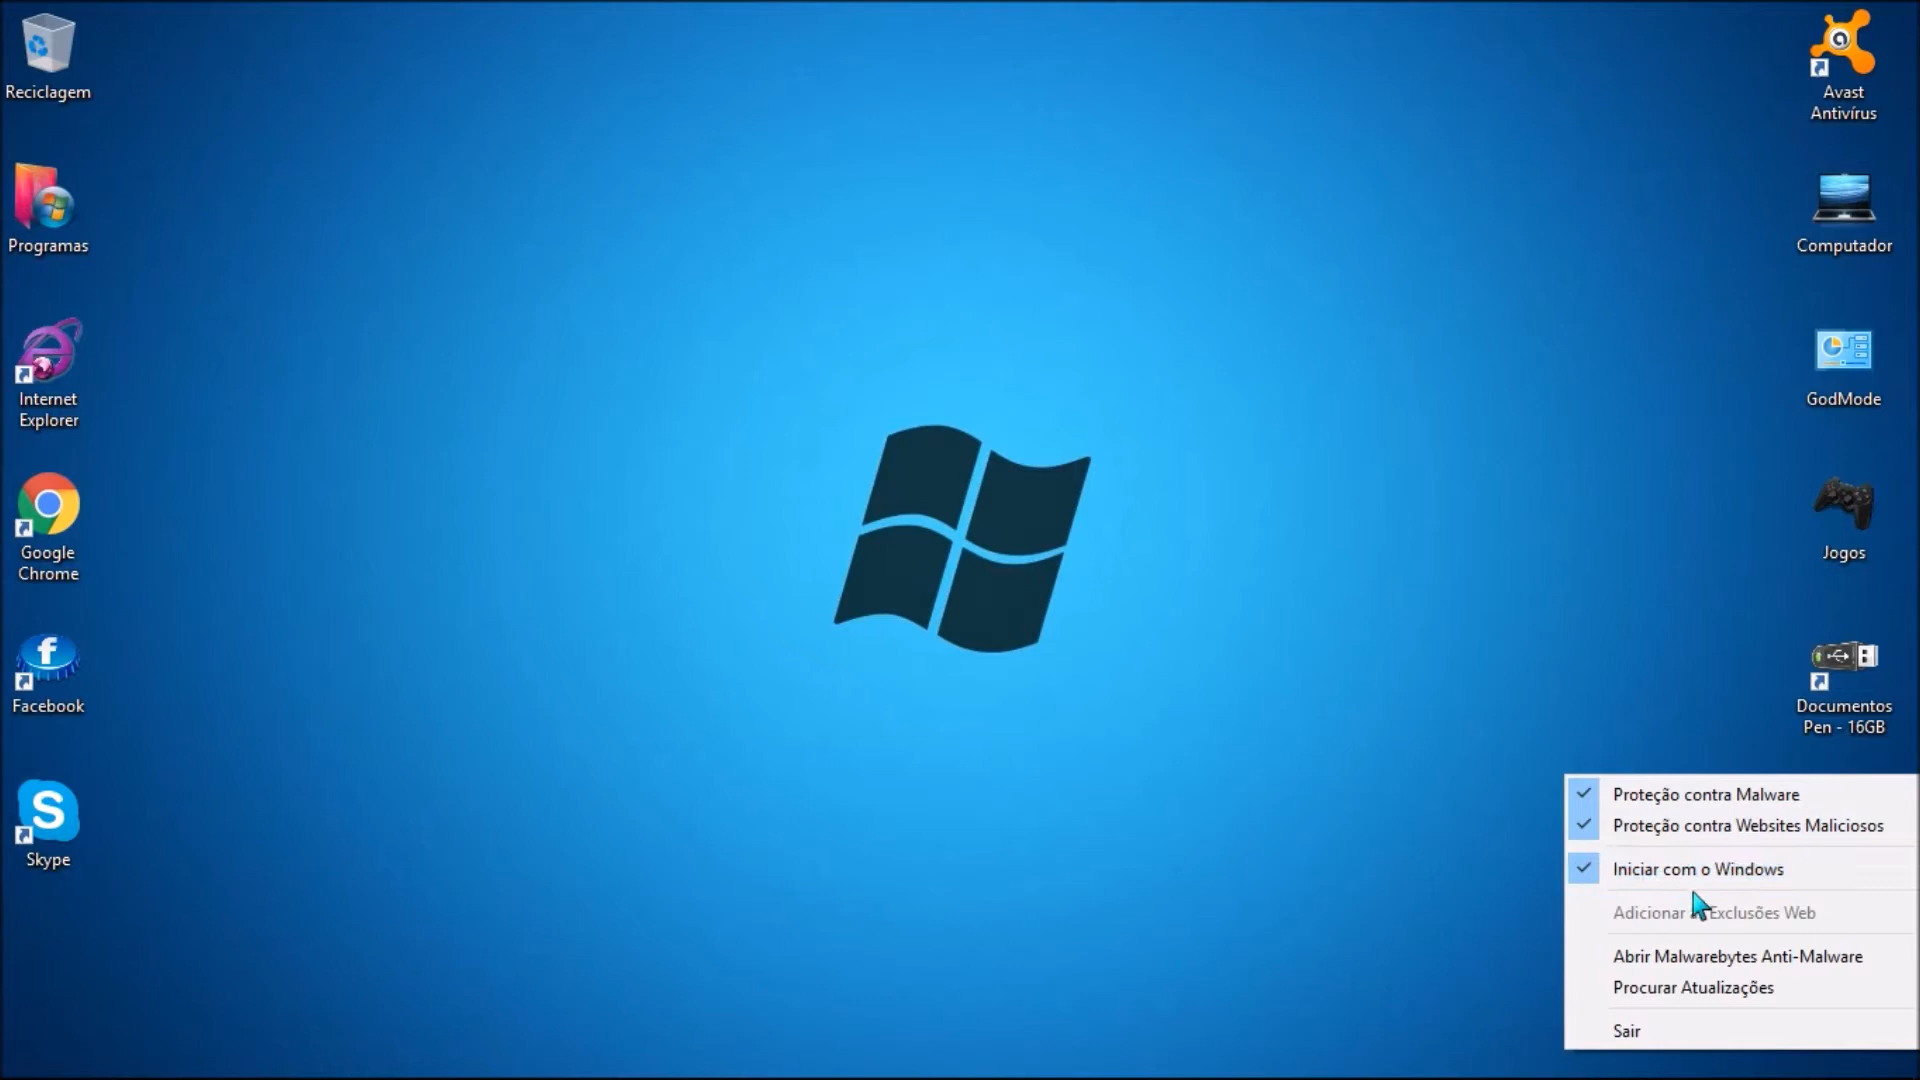 Reciclagem
Programas
Internet
Explorer
Google
Chrome
Facebook
Skype
Avast
Antivírus
Computador
GodMode
Jogos
Documentos
Pen - 16GB
Proteção contra Malware
Proteção contra Websites Maliciosos
Iniciar com o Windows
Adicionar Exclusões Web
Abrir Malwarebytes Anti-Malware
Procurar Atualizações
Sair